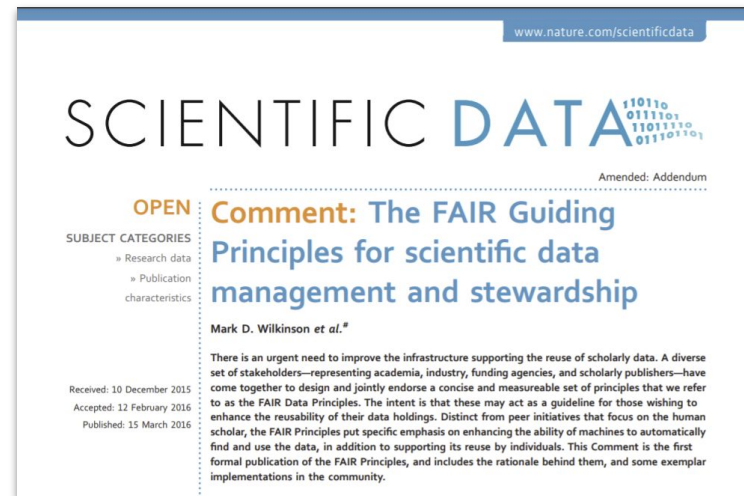 www.nature.com/scientificdata
SCIENTIFIC DATA
110110
0111101
11011110
011101101
Amended: Addendum
OPEN
SUBJECT CATEGORIES
» Research data
» Publication
characteristics
Received: 10 December 2015
Accepted: 12 February 2016
Published: 15 March 2016
Comment: The FAIR Guiding
Principles for scientific data
management and stewardship
Mark D. Wilkinson et al.#
There is an urgent need to improve the infrastructure supporting the reuse of scholarly data. A diverse
set of stakeholders—representing academia, industry, funding agencies, and scholarly publishers—have
come together to design and jointly endorse a concise and measureable set of principles that we refer
to as the FAIR Data Principles. The intent is that these may act as a guideline for those wishing to
enhance the reusability of their data holdings. Distinct from peer initiatives that focus on the human
scholar, the FAIR Principles put specific emphasis on enhancing the ability of machines to automatically
find and use the data, in addition to supporting its reuse by individuals. This Comment is the first
formal publication of the FAIR Principles, and includes the rationale behind them, and some exemplar
implementations in the community.